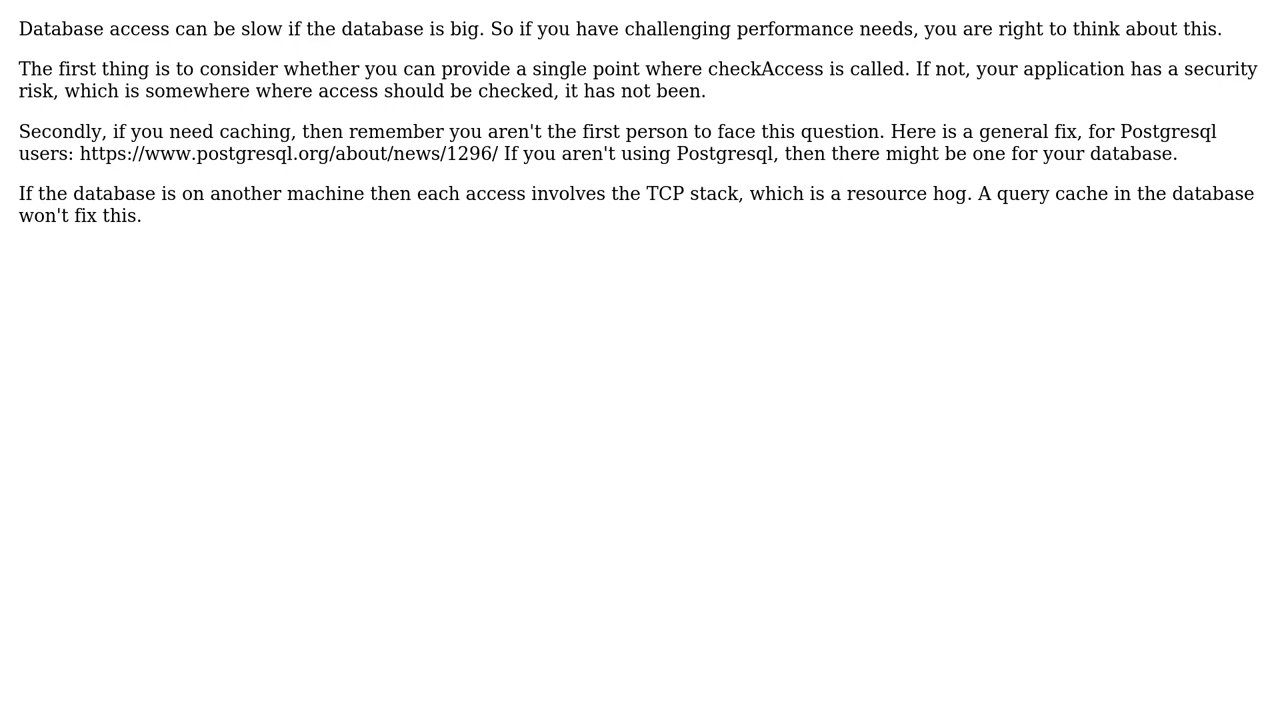 Database access can be slow if the database is big. So if you have challenging performance needs, you are right to think about this.
The first thing is to consider whether you can provide a single point where checkAccess is called. If not, your application has a security
risk, which is somewhere where access should be checked, it has not been.
Secondly, if you need caching, then remember you aren't the first person to face this question. Here is a general fix, for Postgresql
users: https://www.postgresql.org/about/news/1296/ If you aren't using Postgresql, then there might be one for your database.
If the database is on another machine then each access involves the TCP stack, which is a resource hog. A query cache in the database
won't fix this.